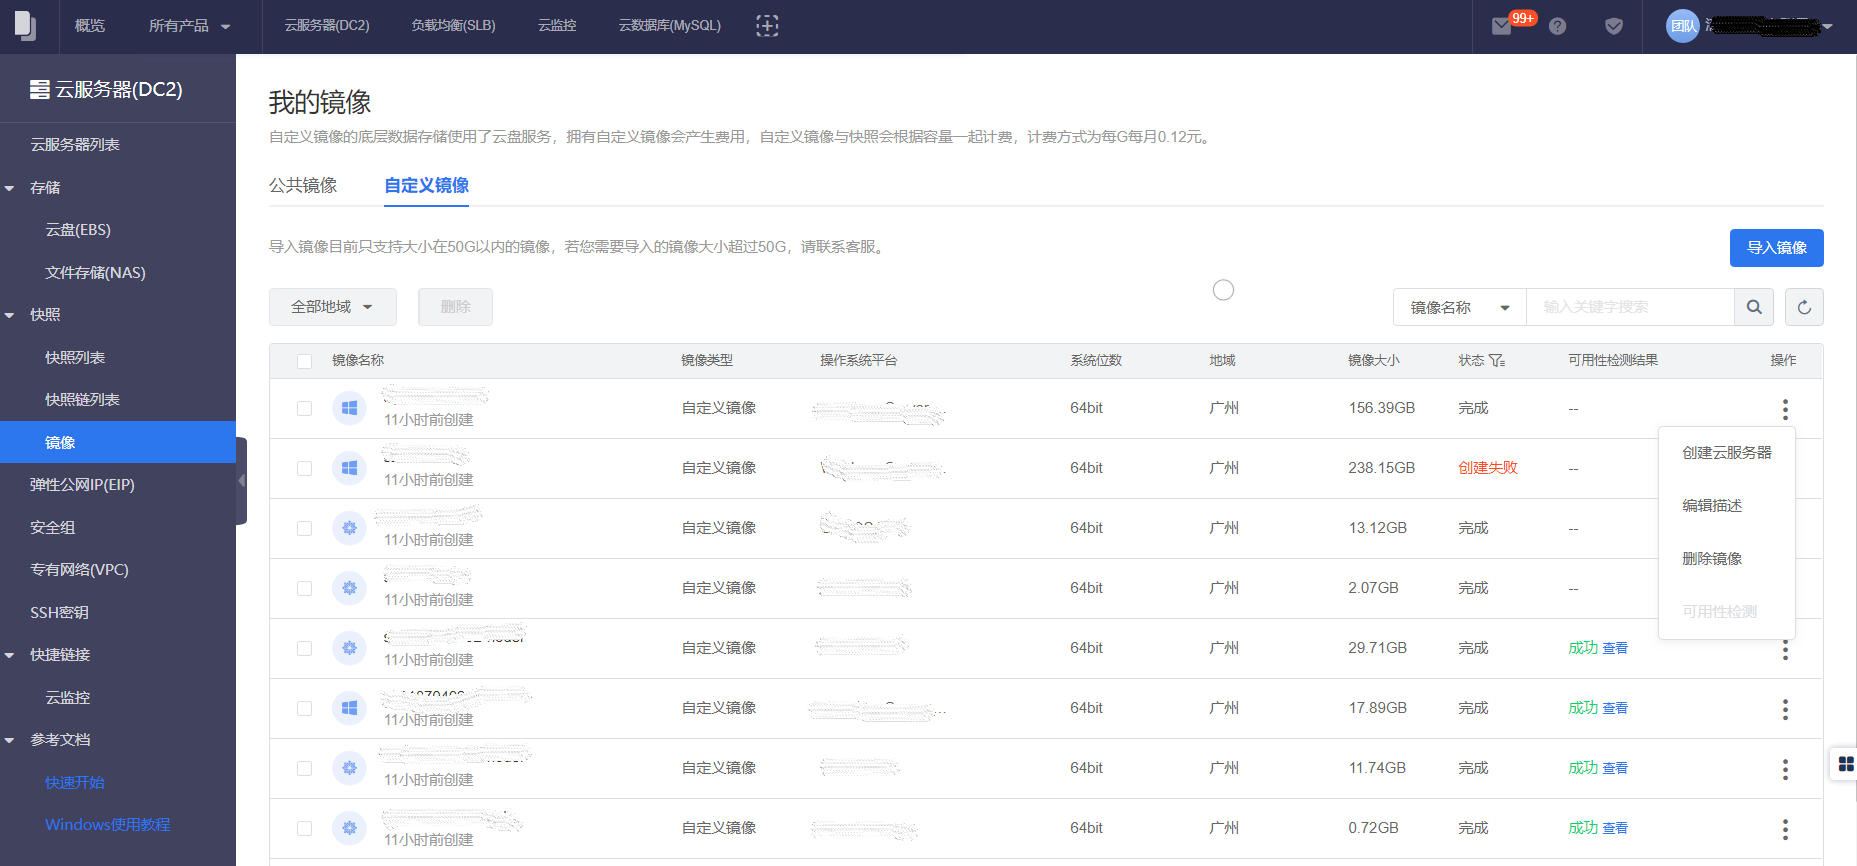 概览
所有产品
云服务器(DC2)
负载均衡(SLB)
云监控
云数据库(MySQL)
99+
团队
云服务器(DC2)
云服务器列表
存储
云盘(EBS)
文件存储(NAS)
快照
快照列表
快照链列表
镜像
弹性公网IP(EIP)
安全组
专有网络(VPC)
SSH密钥
快捷链接
云监控
参考文档
快速开始
Windows使用教程
我的镜像
自定义镜像的底层数据存储使用了云盘服务，拥有自定义镜像会产生费用，自定义镜像与快照会根据容量一起计费，计费方式为每G每月0.12元。
公共镜像 自定义镜像
导入镜像目前只支持大小在50G以内的镜像，若您需要导入的镜像大小超过50G，请联系客服。
导入镜像
全部地域 删除 镜像名称 输入关键字搜索
镜像名称 镜像类型 操作系统平台 系统位数 地域 镜像大小 状态 可用性检测结果 操作
自定义镜像 64bit 广州 156.39GB 完成 --
11小时前创建
自定义镜像 64bit 广州 238.15GB 创建失败 --
11小时前创建
自定义镜像 64bit 广州 13.12GB 完成 --
11小时前创建
自定义镜像 64bit 广州 2.07GB 完成 --
11小时前创建
自定义镜像 64bit 广州 29.71GB 完成 成功 查看
11小时前创建
自定义镜像 64bit 广州 17.89GB 完成 成功 查看
11小时前创建
自定义镜像 64bit 广州 11.74GB 完成 成功 查看
11小时前创建
自定义镜像 64bit 广州 0.72GB 完成 成功 查看
11小时前创建
创建云服务器
编辑描述
删除镜像
可用性检测